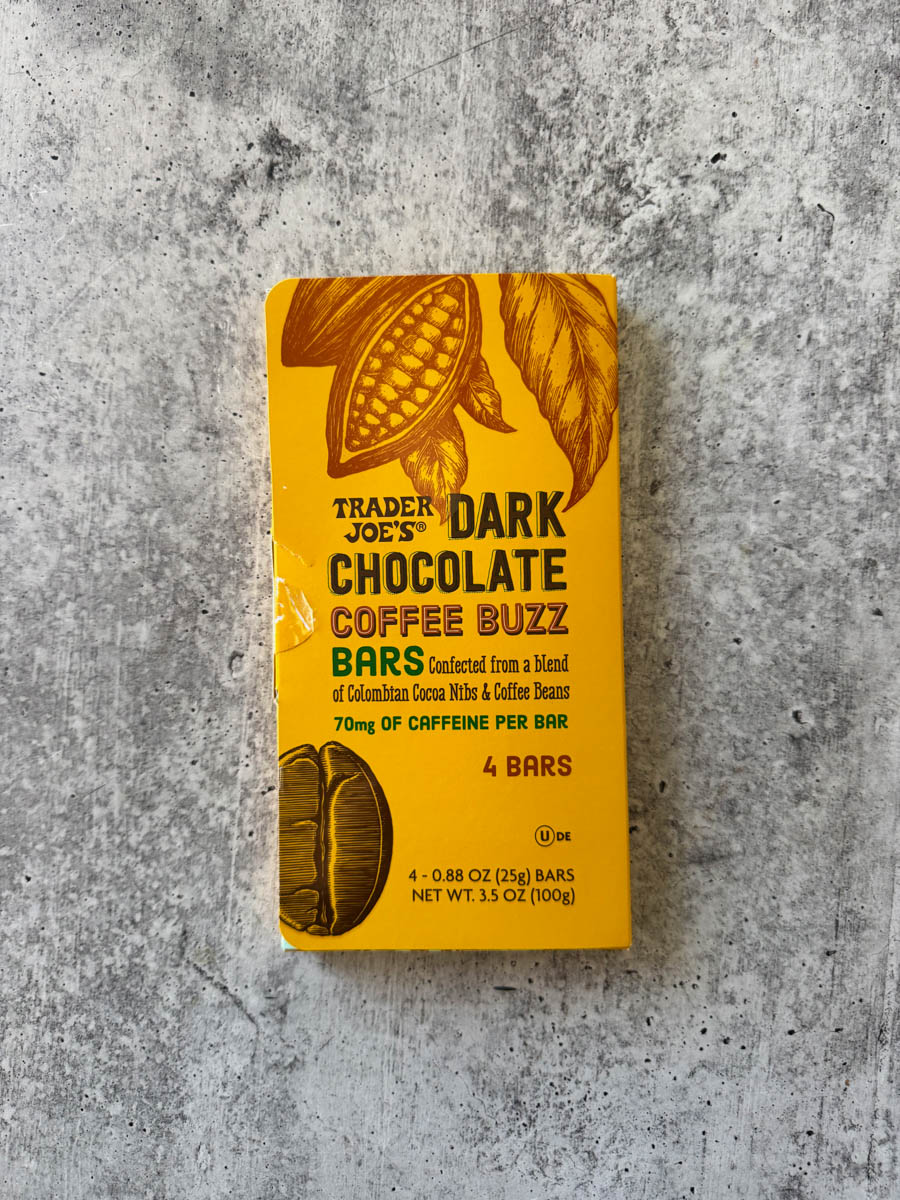 TRADER JOE'S® DARK
CHOCOLATE
COFFEE BUZZ
BARS Confected from a blend
of Colombian Cocoa Nibs & Coffee Beans
70mg OF CAFFEINE PER BAR
4 BARS
U DE
4 - 0.88 OZ (25g) BARS
NET WT. 3.5 OZ (100g)